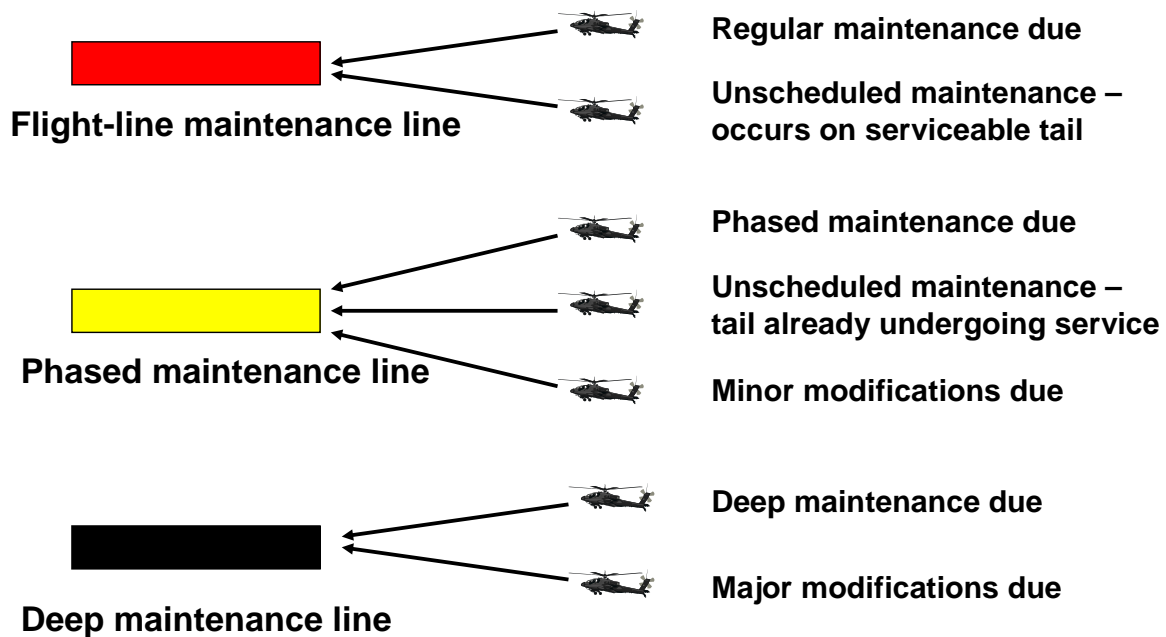 Regular maintenance due
Unscheduled maintenance –
occurs on serviceable tail
Flight-line maintenance line
Phased maintenance due
Unscheduled maintenance –
tail already undergoing service
Minor modifications due
Phased maintenance line
Deep maintenance due
Major modifications due
Deep maintenance line